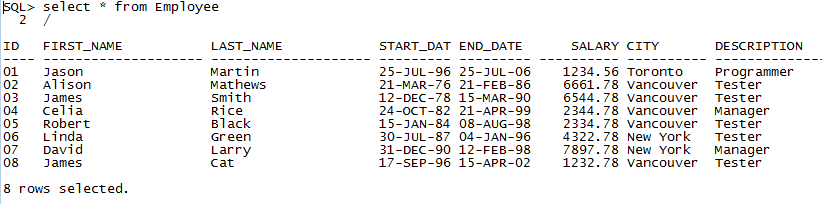 SQL> select * from Employee
  2  /
ID   FIRST_NAME           LAST_NAME            START_DAT END_DATE      SALARY CITY       DESCRIPTION
---- -------------------- -------------------- --------- --------- ---------- ---------- ---------------
01   Jason                Martin               25-JUL-96 25-JUL-06    1234.56 Toronto    Programmer
02   Alison               Mathews              21-MAR-76 21-FEB-86    6661.78 Vancouver  Tester
03   James                Smith                12-DEC-78 15-MAR-90    6544.78 Vancouver  Tester
04   Celia                Rice                 24-OCT-82 21-APR-99    2344.78 Vancouver  Manager
05   Robert               Black                15-JAN-84 08-AUG-98    2334.78 Vancouver  Tester
06   Linda                Green                30-JUL-87 04-JAN-96    4322.78 New York   Tester
07   David                Larry                31-DEC-90 12-FEB-98    7897.78 New York   Manager
08   James                Cat                  17-SEP-96 15-APR-02    1232.78 Vancouver  Tester
8 rows selected.